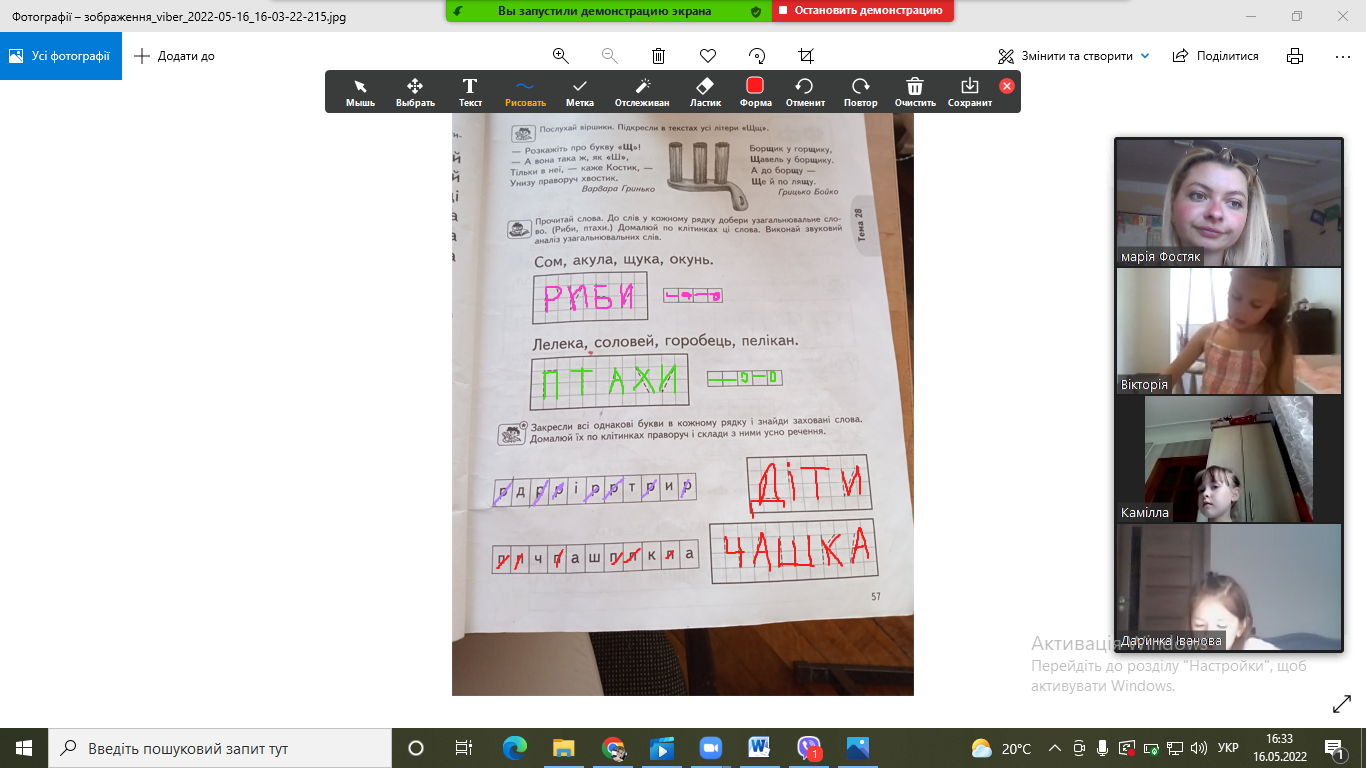 Фотографії – зображення_viber_2022-05-16_16-03-22-215.jpg
Вы запустили демонстрацию экрана
Остановить демонстрацию
Усі фотографії
Додати до
Змінити та створити
Поділитися
Мышь
Выбрать
Текст
Рисовать
Метка
Отслеживан
Ластик
Форма
Отменить
Повтор
Очистить
Сохранит
Послухай віршики. Підкресли в текстах усі літери «Щщ».
— Розкажіть про букву «Щ»!
— А вона така ж, як «Ш»,
Тільки в неї, — каже Костик, —
Унизу праворуч хвостик.
Варвара Гринько
Борщик у горщику,
Щавель у борщику.
А до борщу —
Ще й по лящу.
Грицько Бойко
Тема 28
Прочитай слова. До слів у кожному рядку добери узагальнювальне сло-
во. (Риби, птахи.) Домалюй по клітинках ці слова. Виконай звуковий
аналіз узагальнювальних слів.
Сом, акула, щука, окунь.
РИБИ
Лелека, соловей, горобець, пелікан.
ПТАХИ
Закресли всі однакові букви в кожному рядку і знайди заховані слова.
Домалюй їх по клітинках праворуч і склади з ними усно речення.
р д р р і р р т р и р
ДІТИ
п п ч п а ш п п к п а
ЧАШКА
57
марія Фостяк
Вікторія
Камілла
Даринка Іванова
Активація Windows
Перейдіть до розділу "Настройки", щоб
активувати Windows.
Введіть пошуковий запит тут
1
20°C
УКР
16:33
16.05.2022
1